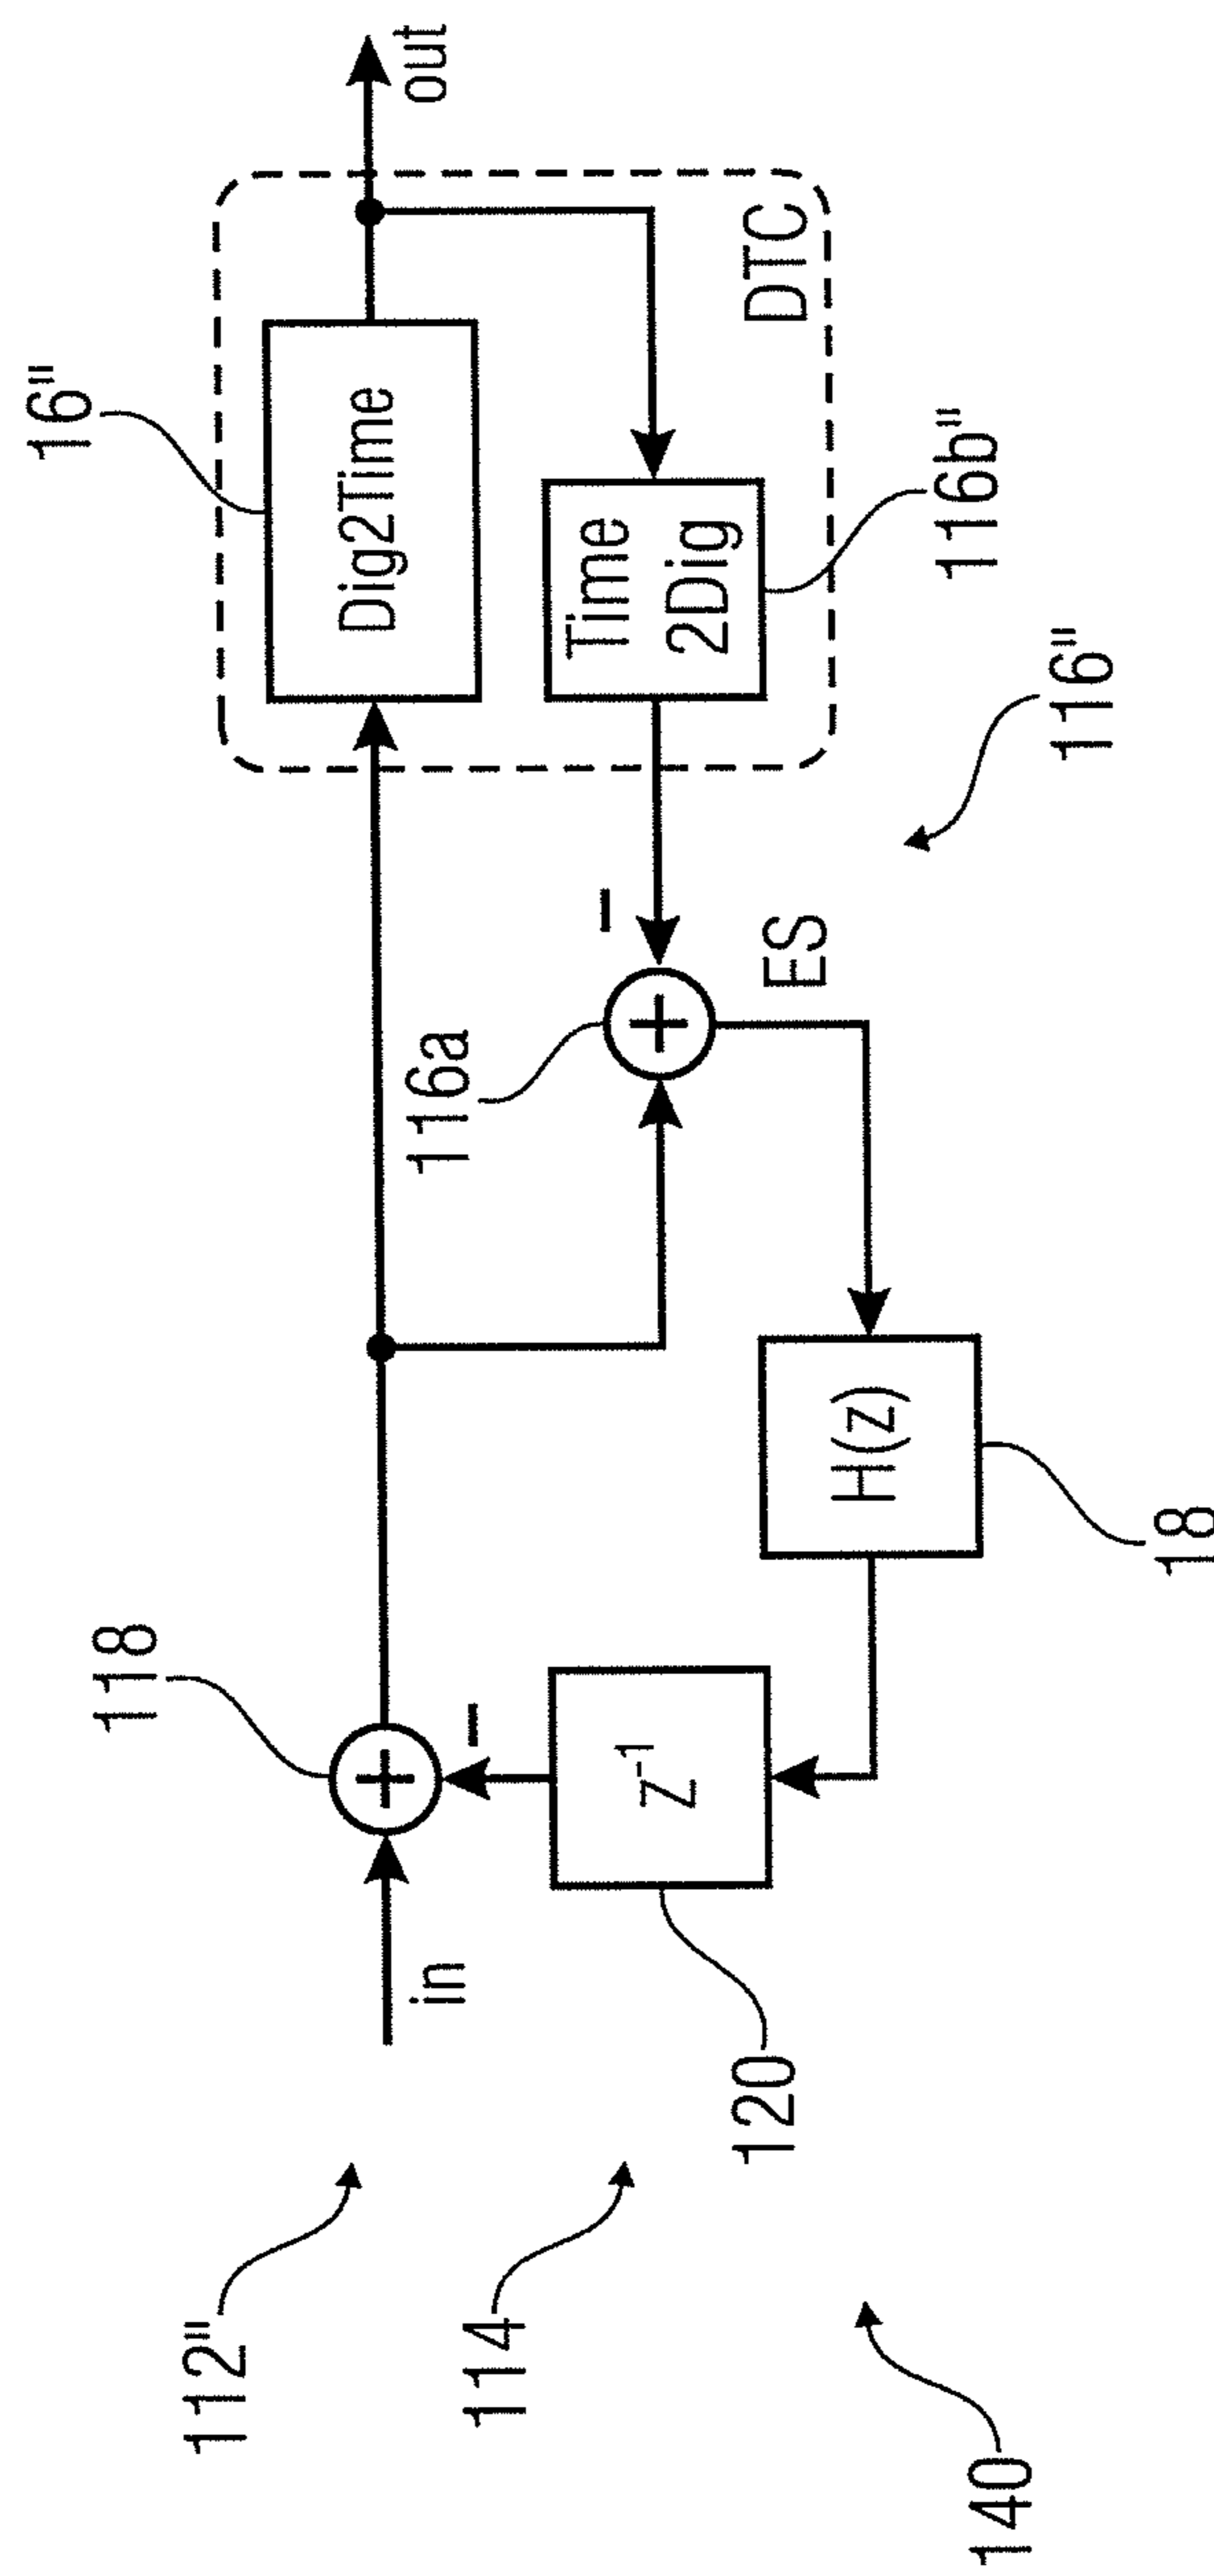 112"
118
16"
in
out
114
116a
Dig2Time
z-1
Time
2Dig
DTC
116b"
ES
120
H(z)
116"
18
140